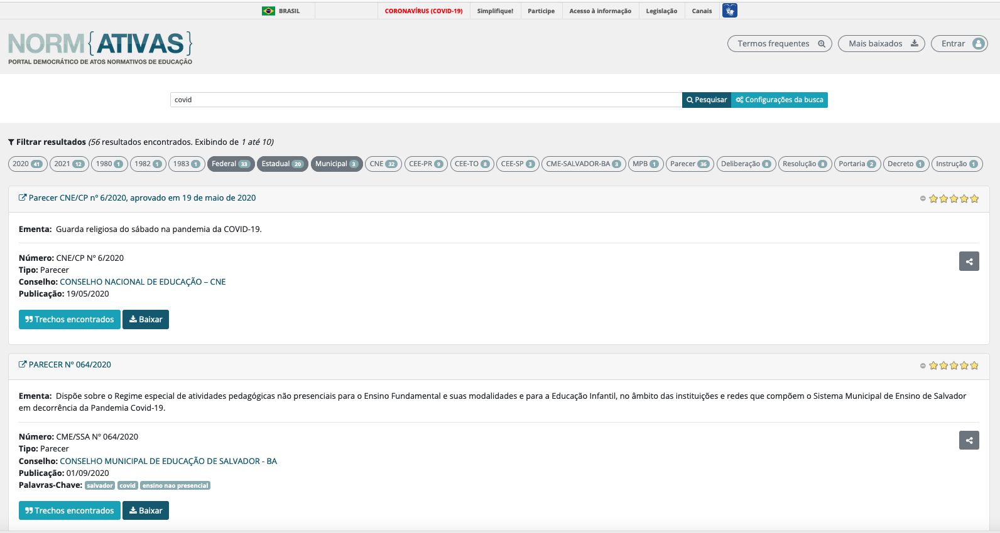 BRASIL CORONAVÍRUS (COVID-19) Simplifique! Participe Acesso à informação Legislação Canais
NORM{ATIVAS}
PORTAL DEMOCRÁTICO DE ATOS NORMATIVOS DE EDUCAÇÃO
Termos frequentes Mais baixados Entrar
covid Pesquisar Configurações da busca
Filtrar resultados (56 resultados encontrados. Exibindo de 1 até 10)
2020 41 2021 12 1980 1 1982 1 1983 1 Federal 33 Estadual 20 Municipal 3 CNE 32 CEE-PR 9 CEE-TO 8 CEE-SP 3 CME-SALVADOR-BA 3 MPB 1 Parecer 36 Deliberação 8 Resolução 8 Portaria 2 Decreto 1 Instrução 1
Parecer CNE/CP nº 6/2020, aprovado em 19 de maio de 2020
Ementa: Guarda religiosa do sábado na pandemia da COVID-19.
Número: CNE/CP Nº 6/2020
Tipo: Parecer
Conselho: CONSELHO NACIONAL DE EDUCAÇÃO – CNE
Publicação: 19/05/2020
Trechos encontrados Baixar
PARECER Nº 064/2020
Ementa: Dispõe sobre o Regime especial de atividades pedagógicas não presenciais para o Ensino Fundamental e suas modalidades e para a Educação Infantil, no âmbito das instituições e redes que compõem o Sistema Municipal de Ensino de Salvador
em decorrência da Pandemia Covid-19.
Número: CME/SSA Nº 064/2020
Tipo: Parecer
Conselho: CONSELHO MUNICIPAL DE EDUCAÇÃO DE SALVADOR - BA
Publicação: 01/09/2020
Palavras-Chave: salvador covid ensino nao presencial
Trechos encontrados Baixar